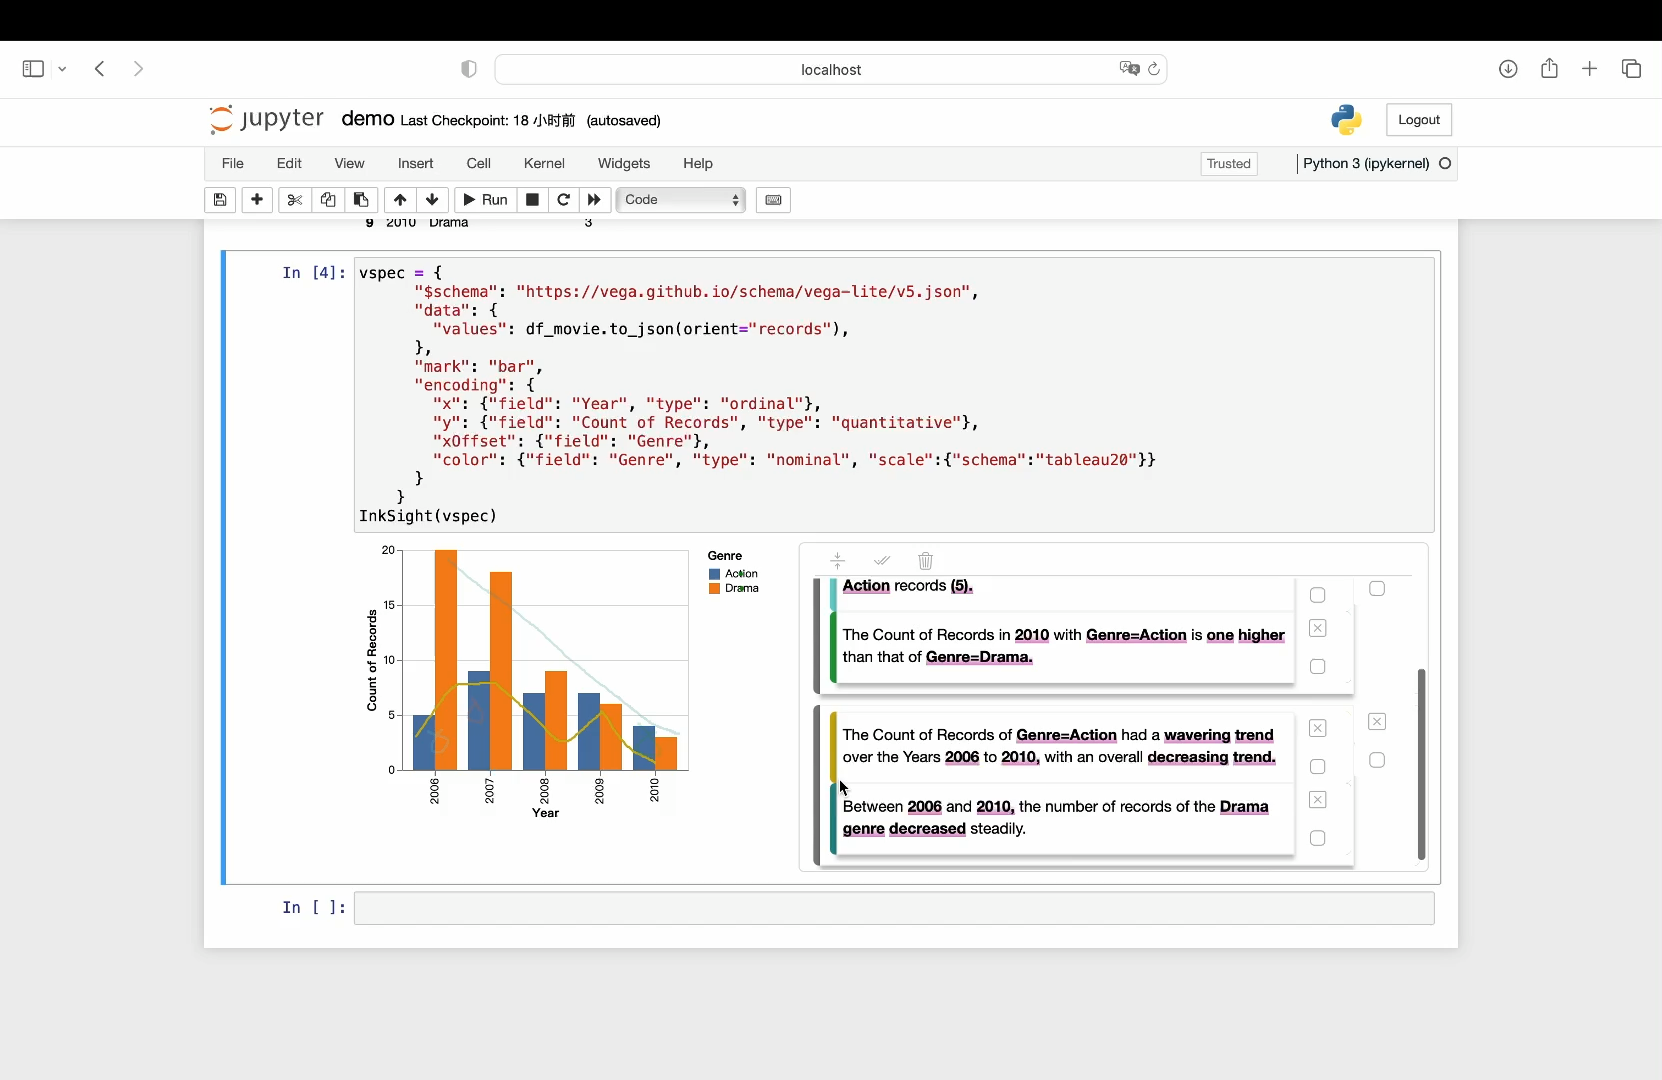 localhost
jupyter demo Last Checkpoint: 18 小时前 (autosaved)
Logout
File Edit View Insert Cell Kernel Widgets Help
Trusted
Python 3 (ipykernel)
Run
Code
9 2010 Drama 3
In [4]:
vspec = {
"$schema": "https://vega.github.io/schema/vega-lite/v5.json",
"data": {
"values": df_movie.to_json(orient="records"),
},
"mark": "bar",
"encoding": {
"x": {"field": "Year", "type": "ordinal"},
"y": {"field": "Count of Records", "type": "quantitative"},
"xOffset": {"field": "Genre"},
"color": {"field": "Genre", "type": "nominal", "scale":{"schema":"tableau20"}}
}
}
InkSight(vspec)
20
15
10
5
0
Count of Records
2006
2007
2008
2009
2010
Year
Genre
Action
Drama
Action records (5).
The Count of Records in 2010 with Genre=Action is one higher
than that of Genre=Drama.
The Count of Records of Genre=Action had a wavering trend
over the Years 2006 to 2010, with an overall decreasing trend.
Between 2006 and 2010, the number of records of the Drama
genre decreased steadily.
In [ ]: